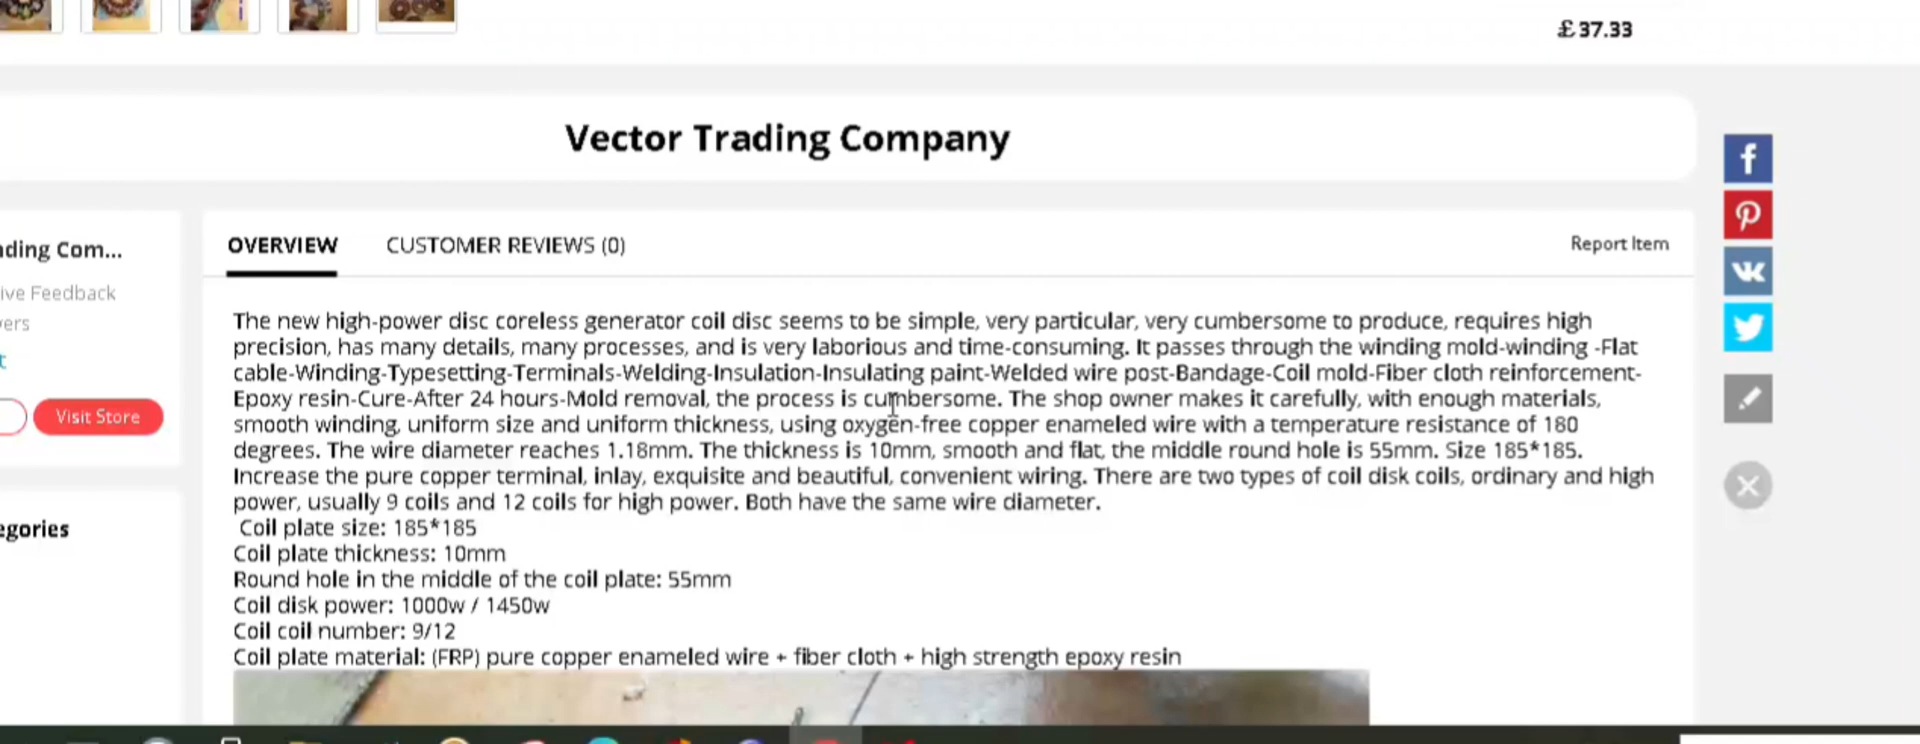 £37.33
Vector Trading Company
ding Com...
ive Feedback
vers
t
Visit Store
egories
OVERVIEW
CUSTOMER REVIEWS (0)
Report Item
The new high-power disc coreless generator coil disc seems to be simple, very particular, very cumbersome to produce, requires high
precision, has many details, many processes, and is very laborious and time-consuming. It passes through the winding mold-winding -Flat
cable-Winding-Typesetting-Terminals-Welding-Insulation-Insulating paint-Welded wire post-Bandage-Coil mold-Fiber cloth reinforcement-
Epoxy resin-Cure-After 24 hours-Mold removal, the process is cumbersome. The shop owner makes it carefully, with enough materials,
smooth winding, uniform size and uniform thickness, using oxygen-free copper enameled wire with a temperature resistance of 180
degrees. The wire diameter reaches 1.18mm. The thickness is 10mm, smooth and flat, the middle round hole is 55mm. Size 185*185.
Increase the pure copper terminal, inlay, exquisite and beautiful, convenient wiring. There are two types of coil disk coils, ordinary and high
power, usually 9 coils and 12 coils for high power. Both have the same wire diameter.
Coil plate size: 185*185
Coil plate thickness: 10mm
Round hole in the middle of the coil plate: 55mm
Coil disk power: 1000w / 1450w
Coil coil number: 9/12
Coil plate material: (FRP) pure copper enameled wire + fiber cloth + high strength epoxy resin